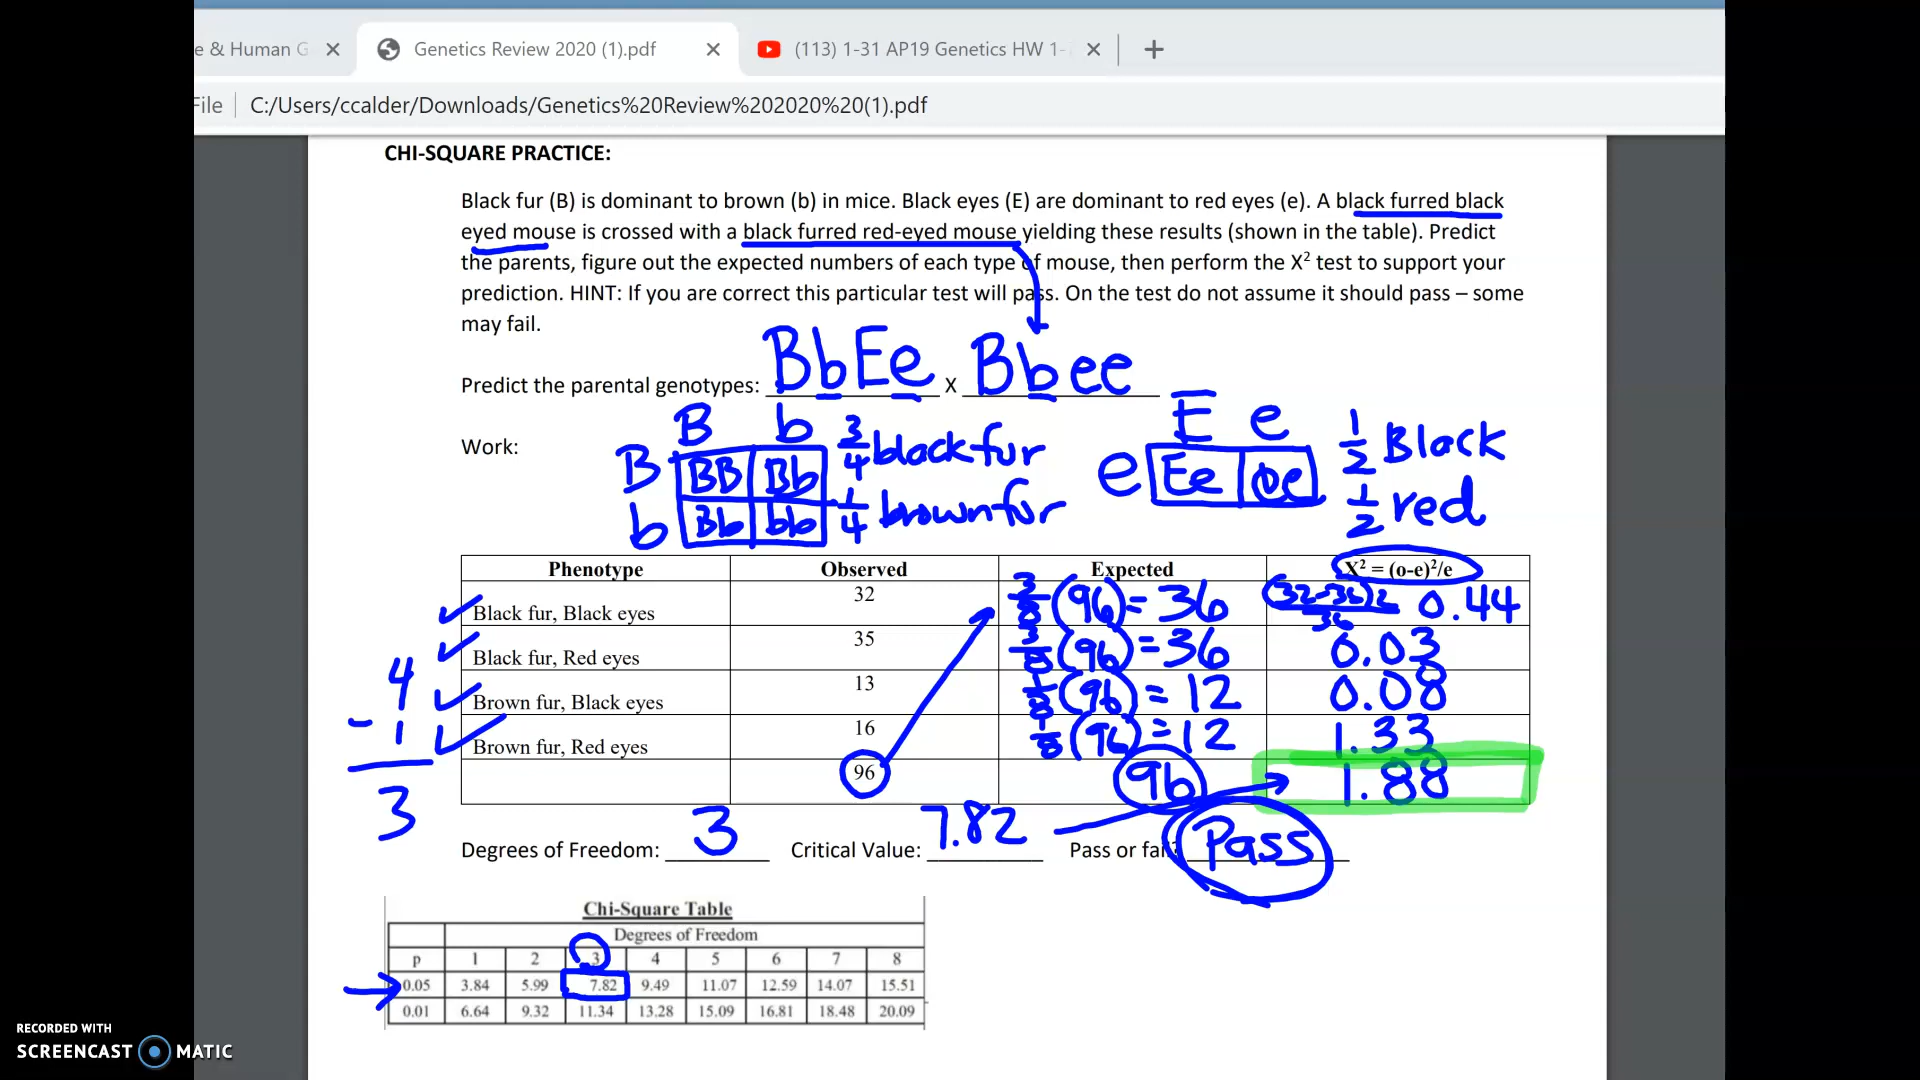 e & Human G
Genetics Review 2020 (1).pdf
(113) 1-31 AP19 Genetics HW 1-
File
C:/Users/ccalder/Downloads/Genetics%20Review%202020%20(1).pdf
CHI-SQUARE PRACTICE:
Black fur (B) is dominant to brown (b) in mice. Black eyes (E) are dominant to red eyes (e). A black furred black
eyed mouse is crossed with a black furred red-eyed mouse yielding these results (shown in the table). Predict
the parents, figure out the expected numbers of each type of mouse, then perform the X² test to support your
prediction. HINT: If you are correct this particular test will pass. On the test do not assume it should pass – some
may fail.
Predict the parental genotypes: BbEe X Bbee
Work:
B b
B BB Bb 3/4 black fur
b Bb bb 1/4 brown fur
E e
e Ee ee
1/2 Black
1/2 red
Phenotype Observed Expected X² = (o-e)²/e
Black fur, Black eyes 32 3/8 (96) = 36 (32-36)2/36 0.44
Black fur, Red eyes 35 3/8 (96) = 36 0.03
Brown fur, Black eyes 13 1/8 (96) = 12 0.08
Brown fur, Red eyes 16 1/8 (96) = 12 1.33
96 96 1.88
4
- 1
3
Degrees of Freedom: 3 Critical Value: 7.82 Pass or fail? Pass
Chi-Square Table
Degrees of Freedom
p 1 2 3 4 5 6 7 8
0.05 3.84 5.99 7.82 9.49 11.07 12.59 14.07 15.51
0.01 6.64 9.32 11.34 13.28 15.09 16.81 18.48 20.09
RECORDED WITH
SCREENCAST MATIC